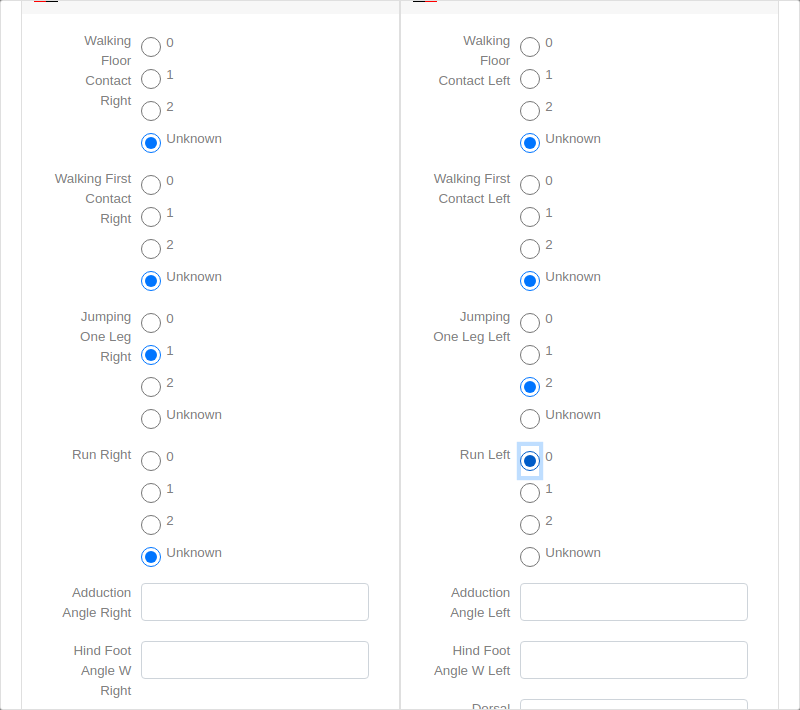 Walking
Floor
Contact
Right
0
1
2
Unknown
Walking First
Contact
Right
0
1
2
Unknown
Jumping
One Leg
Right
0
1
2
Unknown
Run Right
0
1
2
Unknown
Adduction
Angle Right
Hind Foot
Angle W
Right
Walking
Floor
Contact Left
0
1
2
Unknown
Walking First
Contact Left
0
1
2
Unknown
Jumping
One Leg Left
0
1
2
Unknown
Run Left
0
1
2
Unknown
Adduction
Angle Left
Hind Foot
Angle W Left
Dorsal